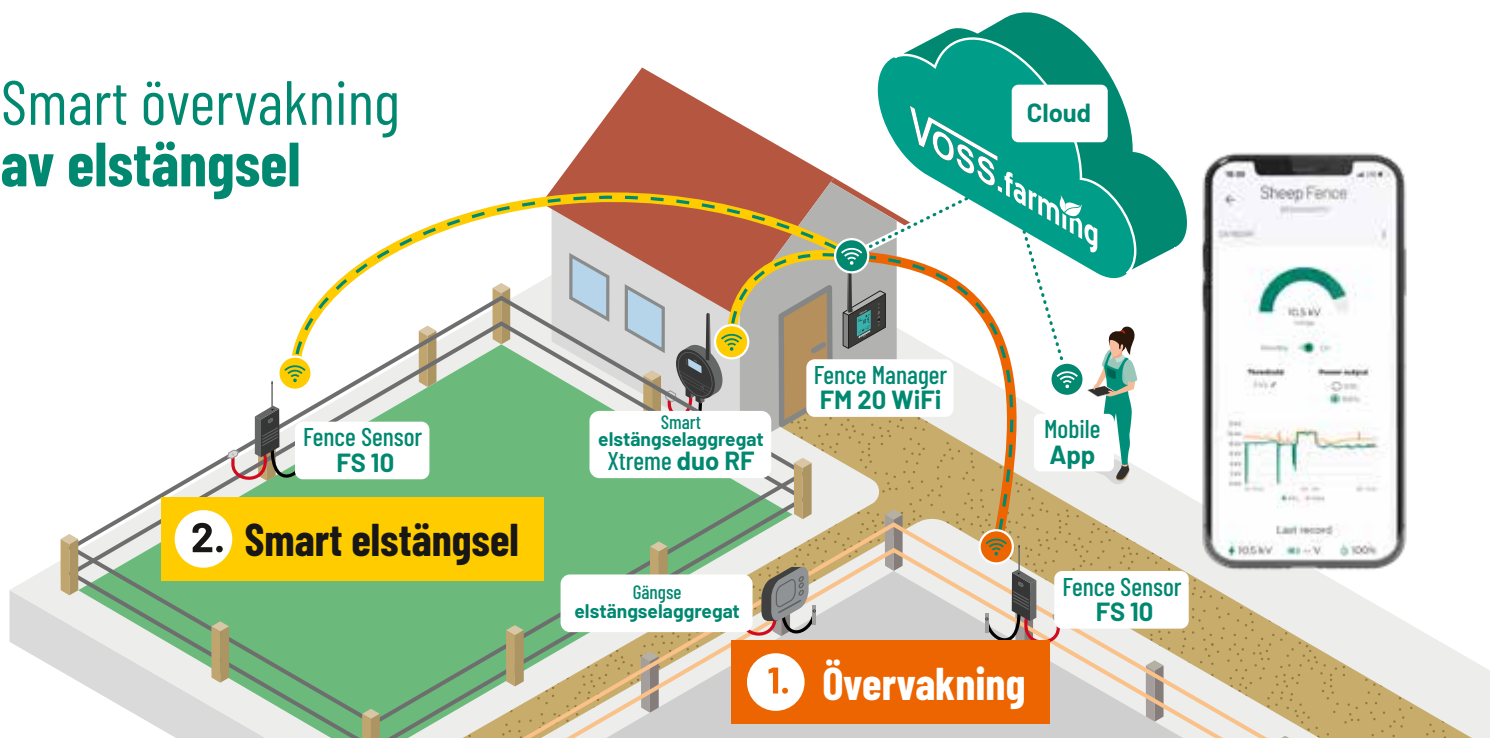 Smart övervakning
av elstängsel
Cloud
VOSS.farming
Fence Manager
FM 20 WiFi
Smart
elstängselaggregat
Xtreme duo RF
Fence Sensor
FS 10
Mobile
App
2. Smart elstängsel
Gängse
elstängselaggregat
Fence Sensor
FS 10
1. Övervakning
Sheep Fence
10.5 kV
Threshold
Power output
Last record
10.5 kV
-- V
100%